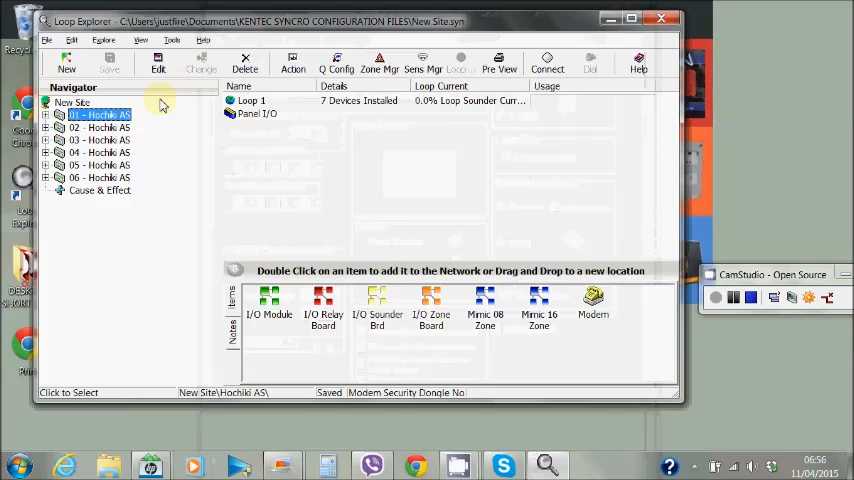 Loop Explorer - C:\Users\justfire\Documents\KENTEC SYNCRO CONFIGURATION FILES\New Site.syn
File Edit Explore View Tools Help
New Save Edit Change Delete Action Q Config Zone Mgr Sens Mgr Loop... Pre View Connect Dial Help
Navigator
Name Details Loop Current Usage
New Site
Loop 1 7 Devices Installed 0.0% Loop Sounder Curr...
01 - Hochiki AS
Panel I/O
02 - Hochiki AS
03 - Hochiki AS
04 - Hochiki AS
05 - Hochiki AS
06 - Hochiki AS
Cause & Effect
Double Click on an item to add it to the Network or Drag and Drop to a new location
Items
Notes
I/O Module
I/O Relay Board
I/O Sounder Brd
I/O Zone Board
Mimic 08 Zone
Mimic 16 Zone
Modem
Click to Select New Site\Hochiki AS\ Saved Modem Security Dongle No
CamStudio - Open Source
06:56
11/04/2015